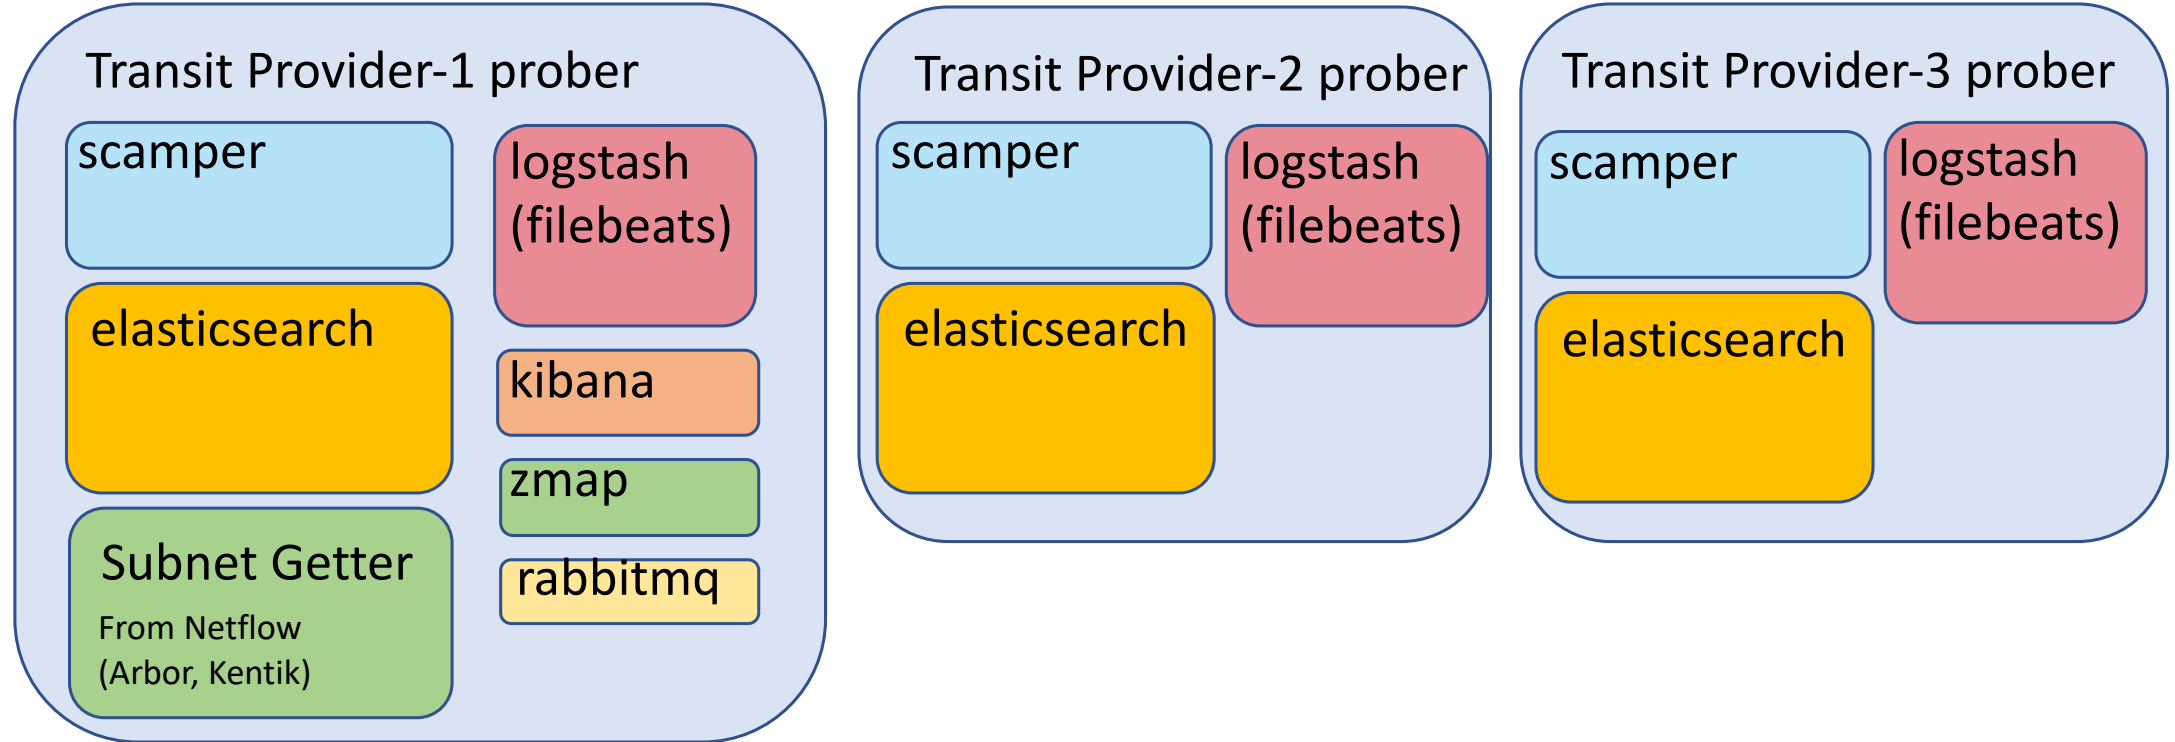 Transit Provider-1 prober
scamper
logstash
(filebeats)
elasticsearch
kibana
zmap
Subnet Getter
From Netflow
(Arbor, Kentik)
rabbitmq
Transit Provider-2 prober
scamper
logstash
(filebeats)
elasticsearch
Transit Provider-3 prober
scamper
logstash
(filebeats)
elasticsearch